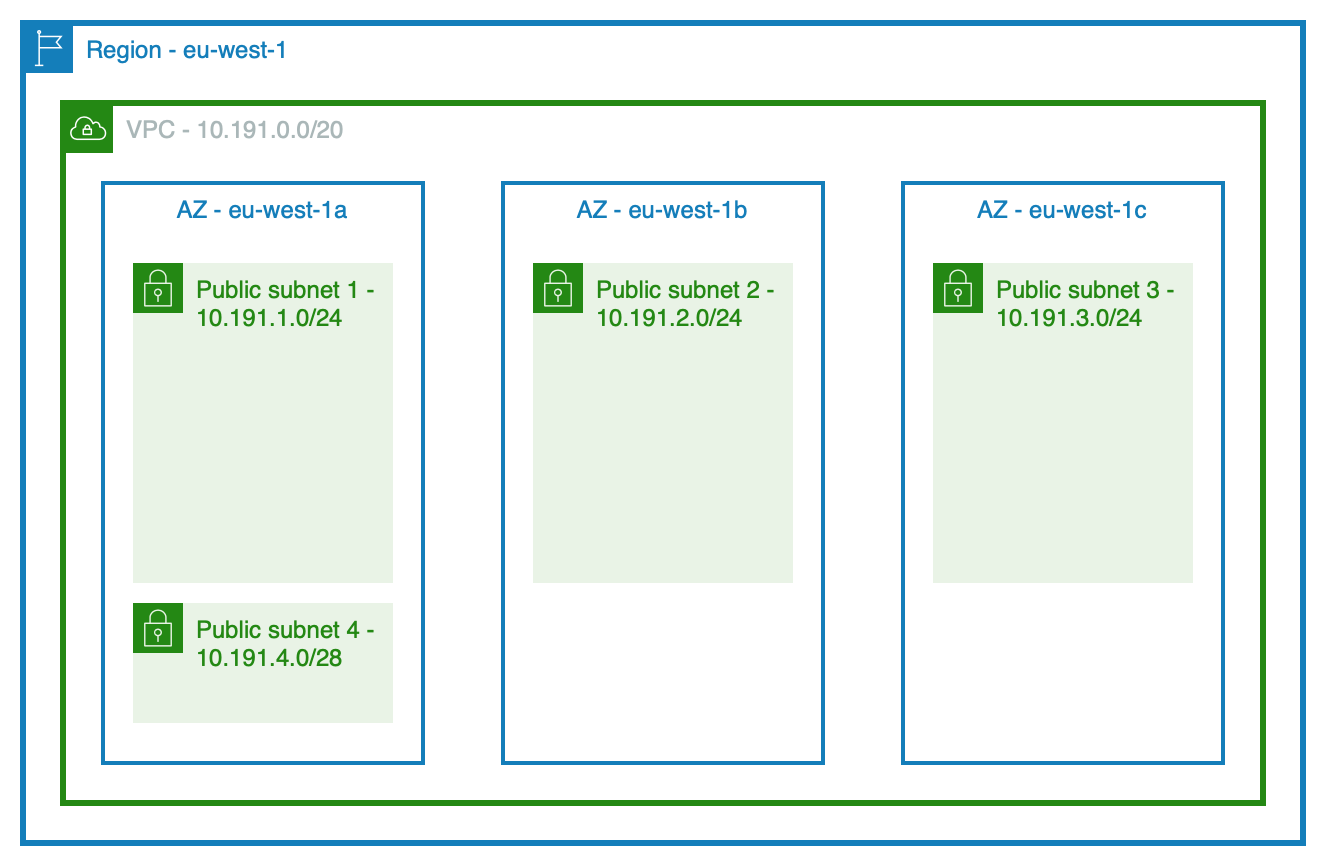 Region - eu-west-1
VPC - 10.191.0.0/20
AZ - eu-west-1a
AZ - eu-west-1b
AZ - eu-west-1c
Public subnet 1 -
10.191.1.0/24
Public subnet 2 -
10.191.2.0/24
Public subnet 3 -
10.191.3.0/24
Public subnet 4 -
10.191.4.0/28